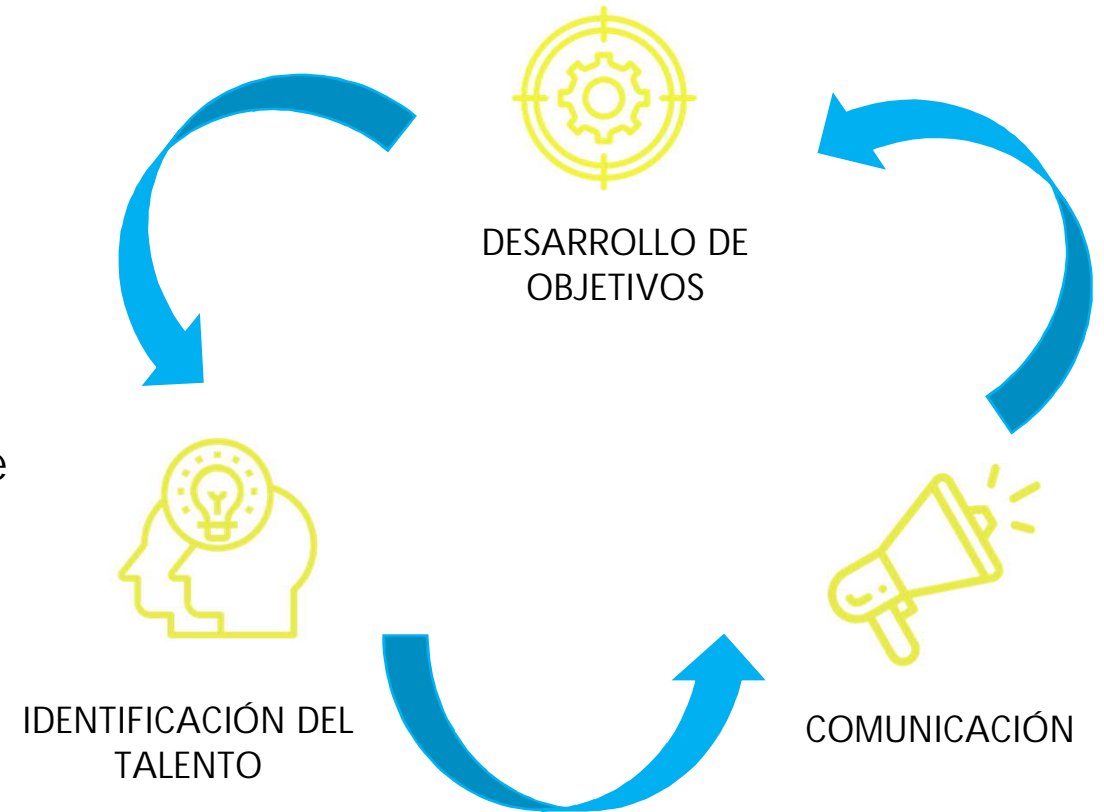 DESARROLLO DE
OBJETIVOS
e
IDENTIFICACIÓN DEL
TALENTO
COMUNICACIÓN